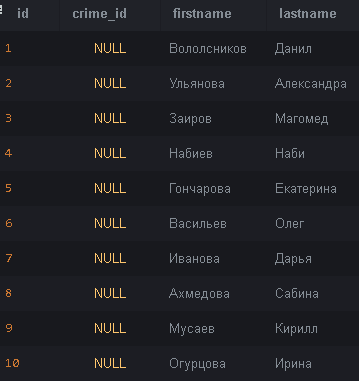 id crime_id firstname lastname
1 NULL Вололсников Данил
2 NULL Ульянова Александра
3 NULL Заиров Магомед
4 NULL Набиев Наби
5 NULL Гончарова Екатерина
6 NULL Васильев Олег
7 NULL Иванова Дарья
8 NULL Ахмедова Сабина
9 NULL Мусаев Кирилл
10 NULL Огурцова Ирина